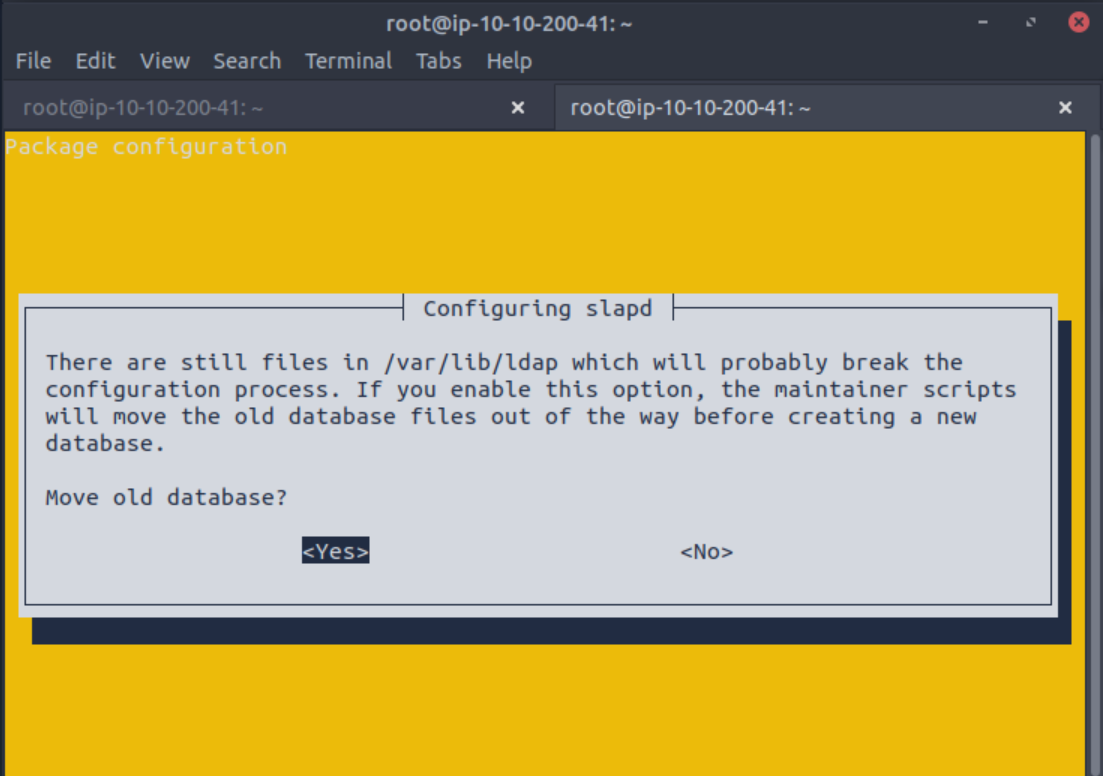 root@ip-10-10-200-41: ~
File Edit View Search Terminal Tabs Help
root@ip-10-10-200-41: ~ × root@ip-10-10-200-41: ~ ×
Package configuration
Configuring slapd
There are still files in /var/lib/ldap which will probably break the
configuration process. If you enable this option, the maintainer scripts
will move the old database files out of the way before creating a new
database.
Move old database?
<Yes> <No>